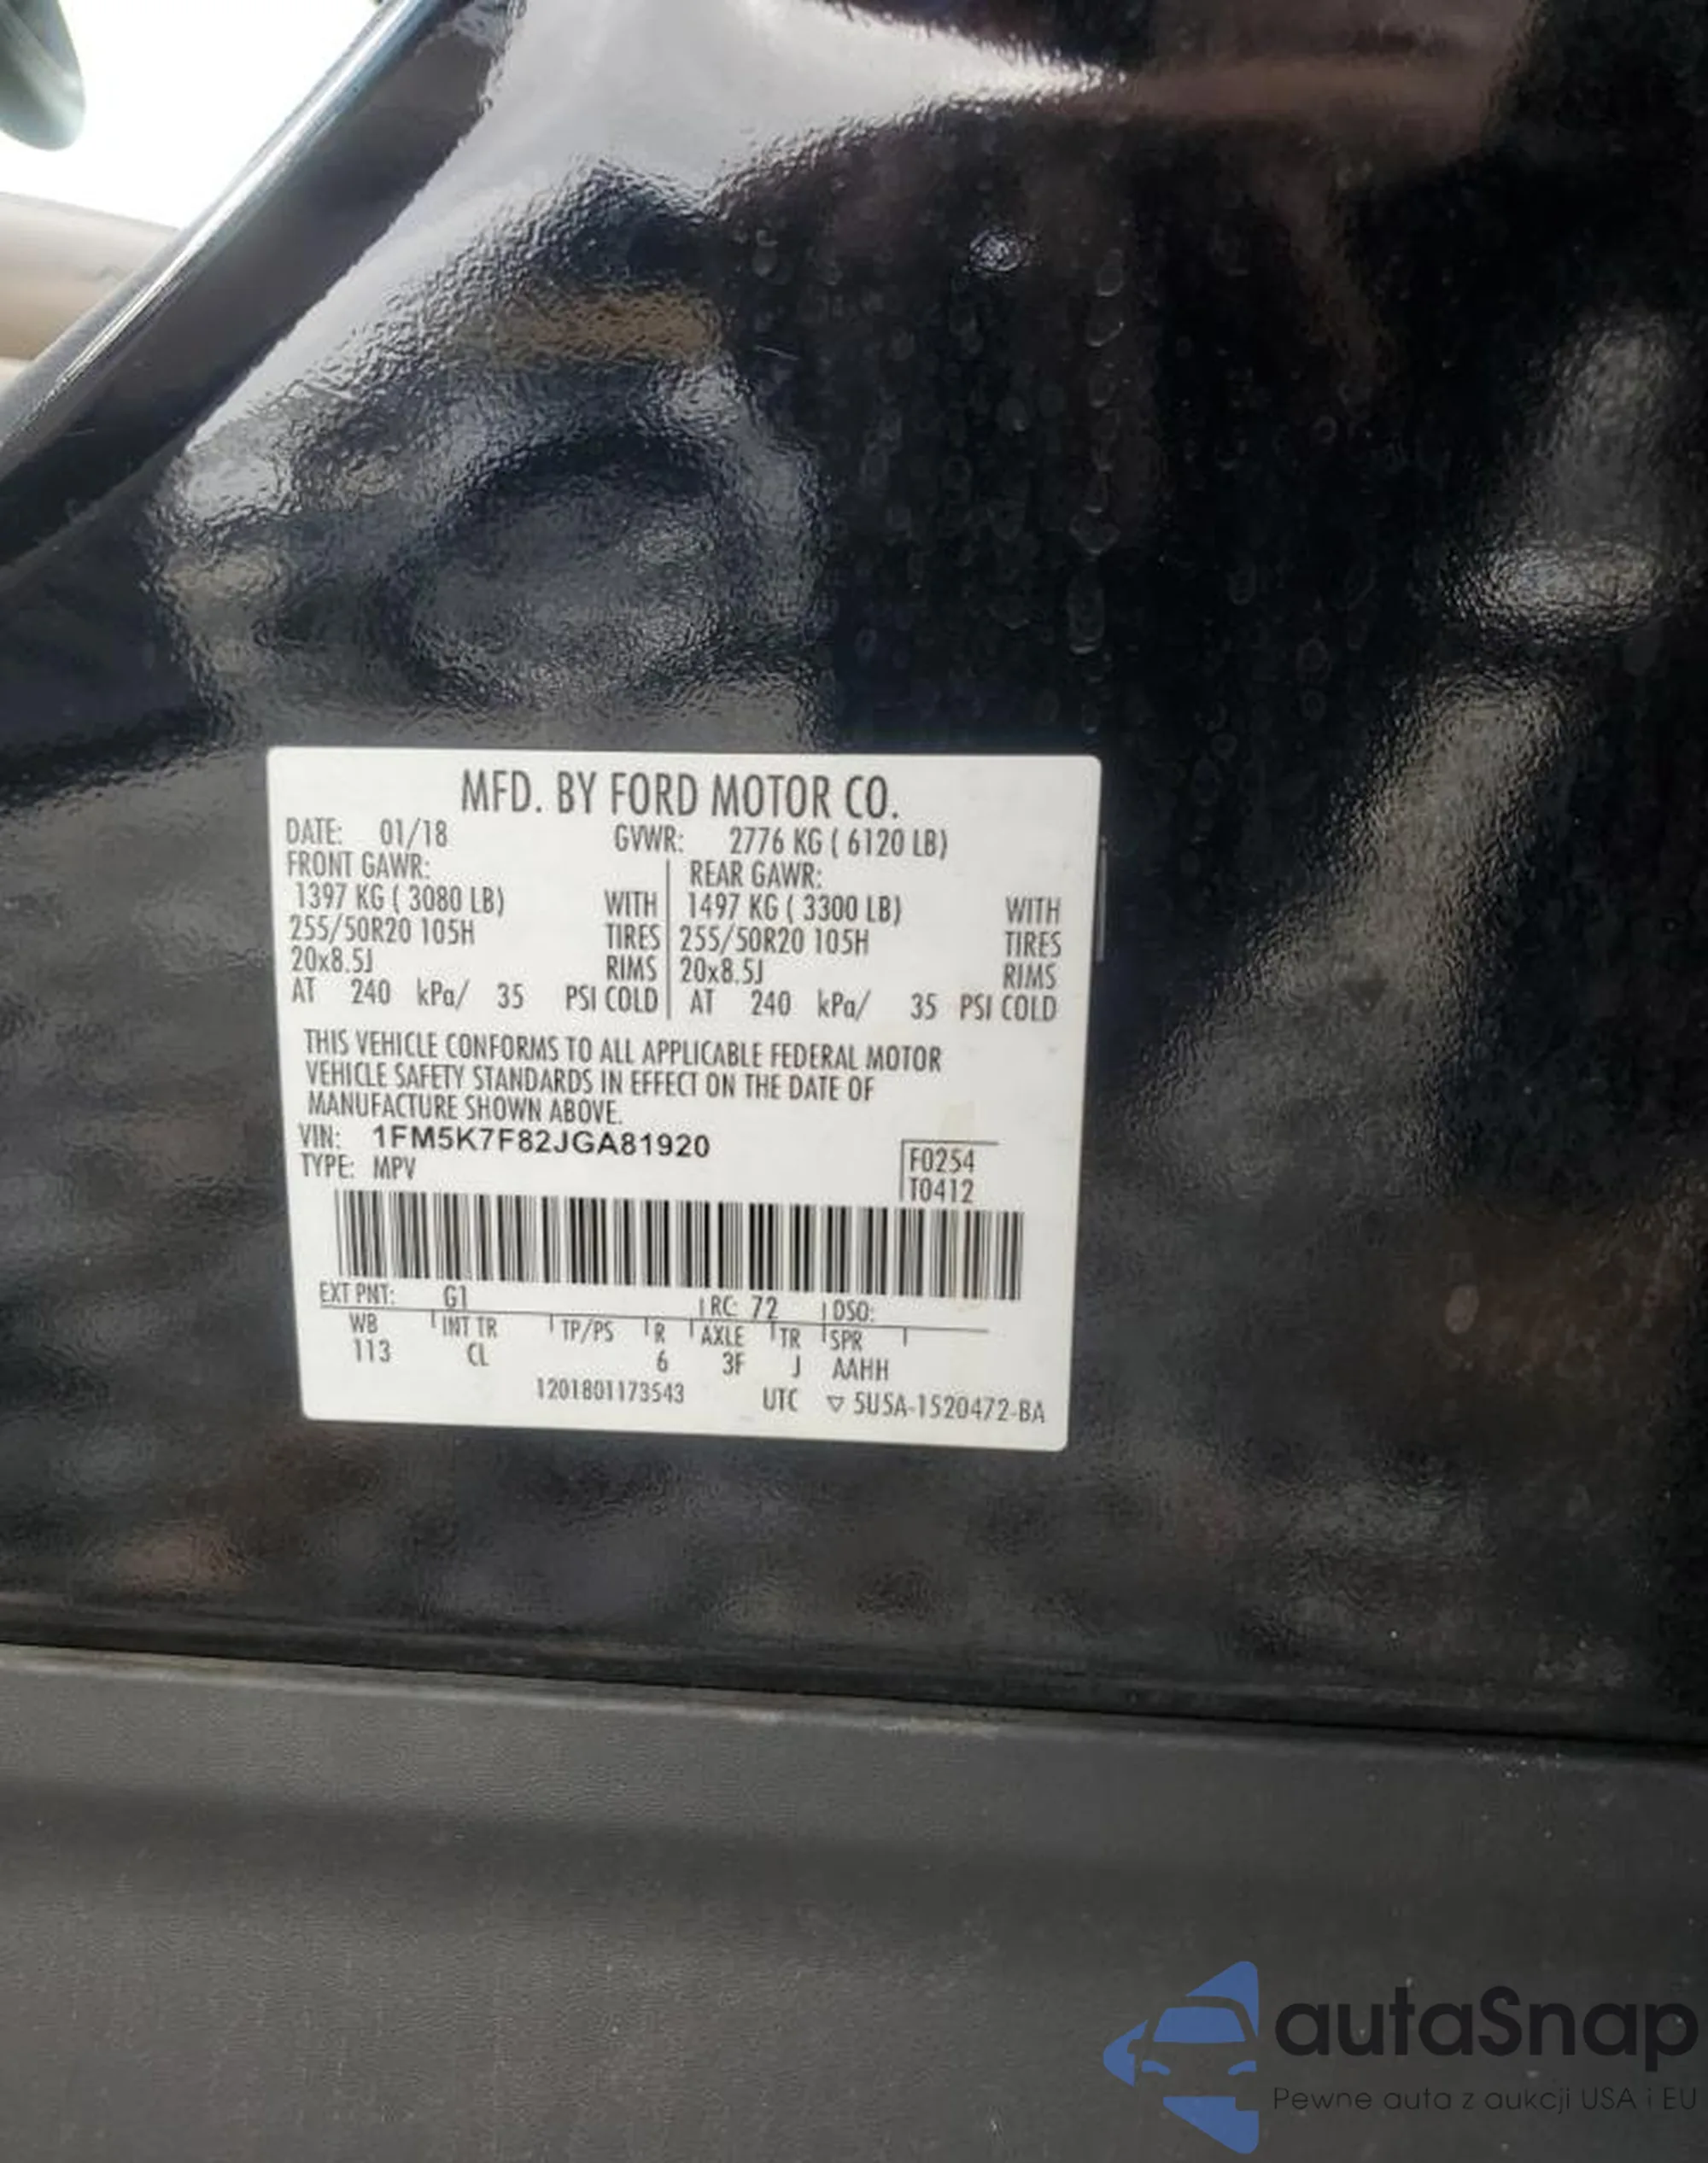 MFD. BY FORD MOTOR CO.
DATE: 01/18 GVWR: 2776 KG ( 6120 LB)
FRONT GAWR: REAR GAWR:
1397 KG ( 3080 LB) WITH 1497 KG ( 3300 LB) WITH
255/50R20 105H TIRES 255/50R20 105H TIRES
20x8.5J RIMS 20x8.5J RIMS
AT 240 kPa/ 35 PSI COLD AT 240 kPa/ 35 PSI COLD
THIS VEHICLE CONFORMS TO ALL APPLICABLE FEDERAL MOTOR
VEHICLE SAFETY STANDARDS IN EFFECT ON THE DATE OF
MANUFACTURE SHOWN ABOVE.
VIN: 1FM5K7F82JGA81920
TYPE: MPV
F0254
T0412
EXT PNT: G1 RC: 72 DSO:
WB INT TR TP/PS R AXLE TR SPR
113 CL 6 3F J AAHH
1201801173543 UTC ▽ 5U5A-1520472-BA
autaSnap
Pewne auta z aukcji USA i EU